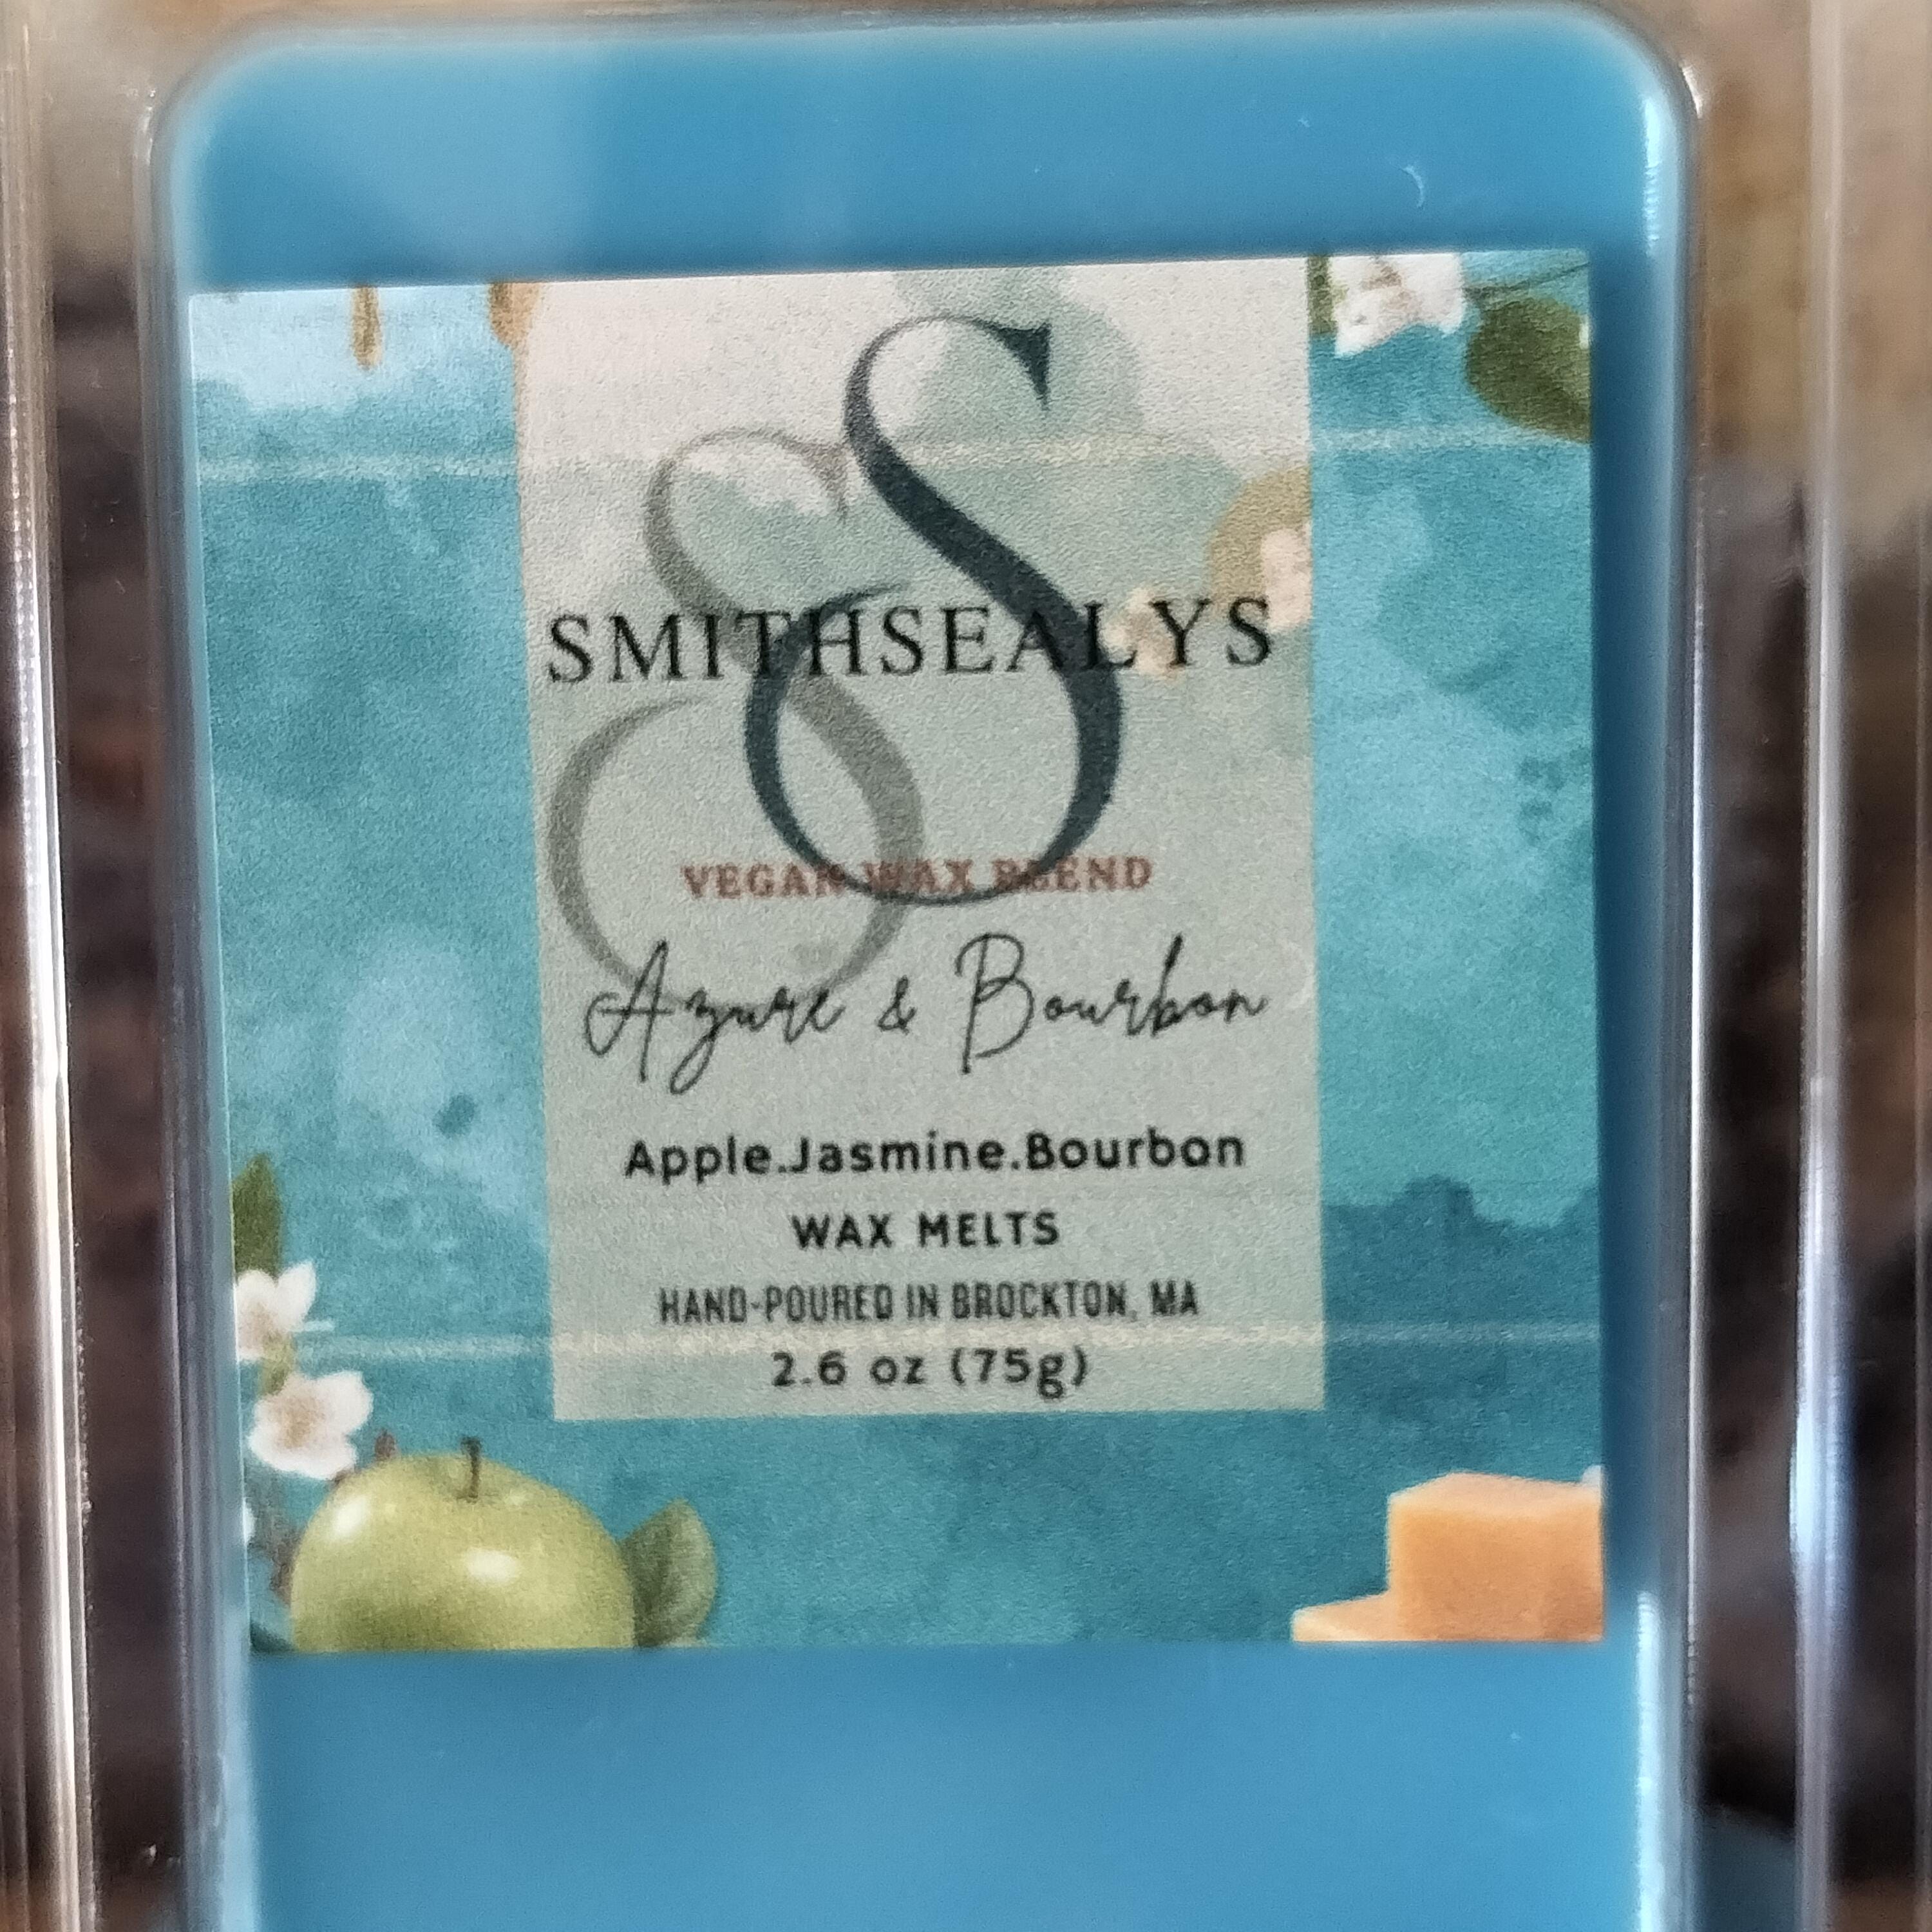 S S
SMITHSEALYS
VEGAN WAX BLEND
Azure & Bourbon
Apple.Jasmine.Bourbon
WAX MELTS
HAND-POURED IN BROCKTON, MA
2.6 oz (75g)